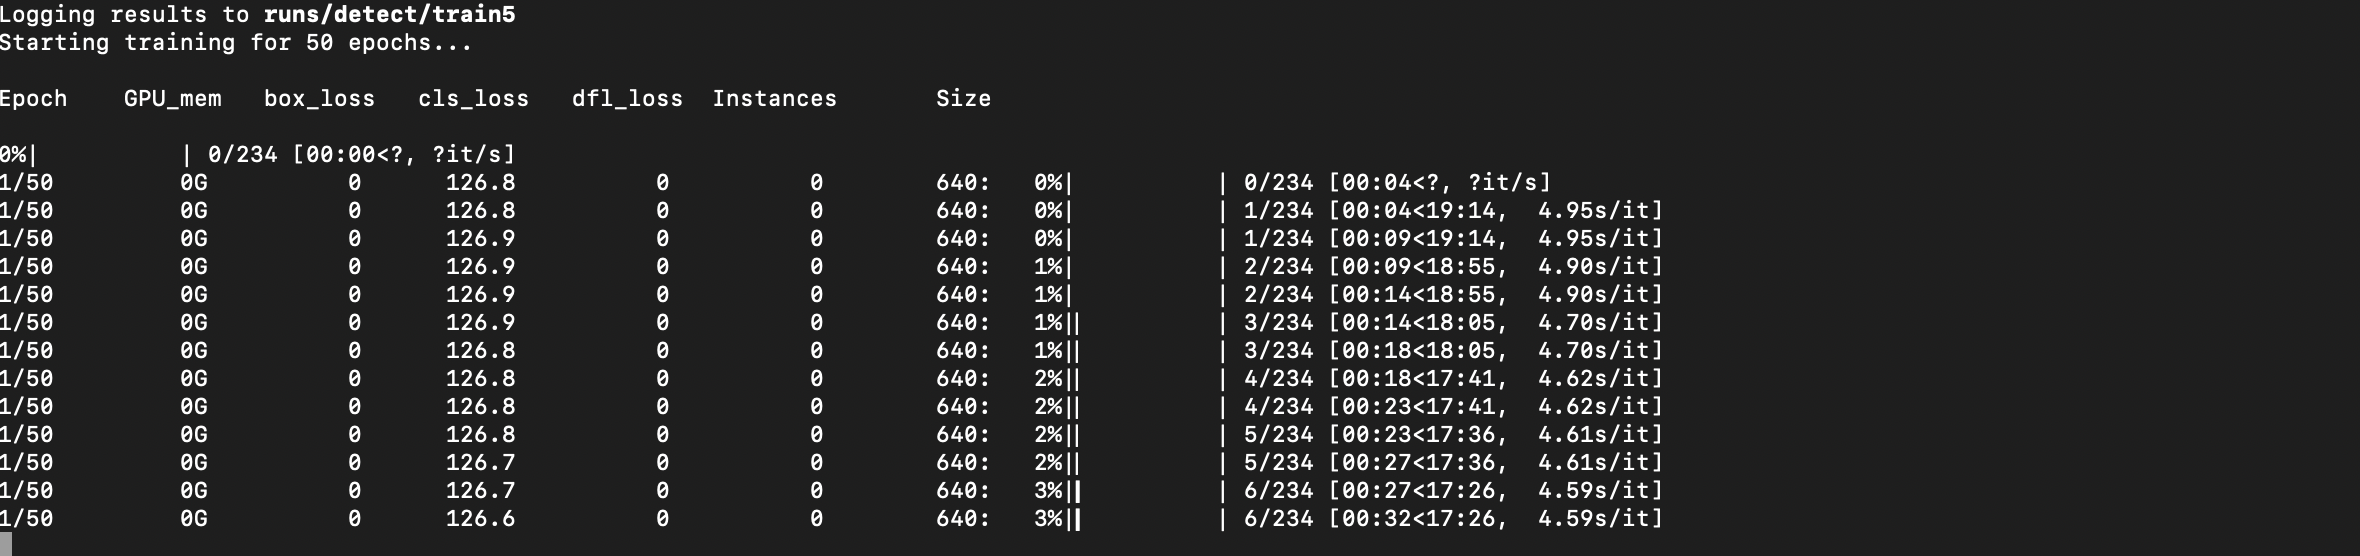 Logging results to runs/detect/train5
Starting training for 50 epochs...
Epoch GPU_mem box_loss cls_loss dfl_loss Instances Size
0%| | 0/234 [00:00<?, ?it/s]
1/50 0G 0 126.8 0 0 640: 0%| | 0/234 [00:04<?, ?it/s]
1/50 0G 0 126.8 0 0 640: 0%| | 1/234 [00:04<19:14, 4.95s/it]
1/50 0G 0 126.9 0 0 640: 0%| | 1/234 [00:09<19:14, 4.95s/it]
1/50 0G 0 126.9 0 0 640: 1%| | 2/234 [00:09<18:55, 4.90s/it]
1/50 0G 0 126.9 0 0 640: 1%| | 2/234 [00:14<18:55, 4.90s/it]
1/50 0G 0 126.9 0 0 640: 1%|| | 3/234 [00:14<18:05, 4.70s/it]
1/50 0G 0 126.8 0 0 640: 1%|| | 3/234 [00:18<18:05, 4.70s/it]
1/50 0G 0 126.8 0 0 640: 2%|| | 4/234 [00:18<17:41, 4.62s/it]
1/50 0G 0 126.8 0 0 640: 2%|| | 4/234 [00:23<17:41, 4.62s/it]
1/50 0G 0 126.8 0 0 640: 2%|| | 5/234 [00:23<17:36, 4.61s/it]
1/50 0G 0 126.7 0 0 640: 2%|| | 5/234 [00:27<17:36, 4.61s/it]
1/50 0G 0 126.7 0 0 640: 3%|▎ | 6/234 [00:27<17:26, 4.59s/it]
1/50 0G 0 126.6 0 0 640: 3%|▎ | 6/234 [00:32<17:26, 4.59s/it]